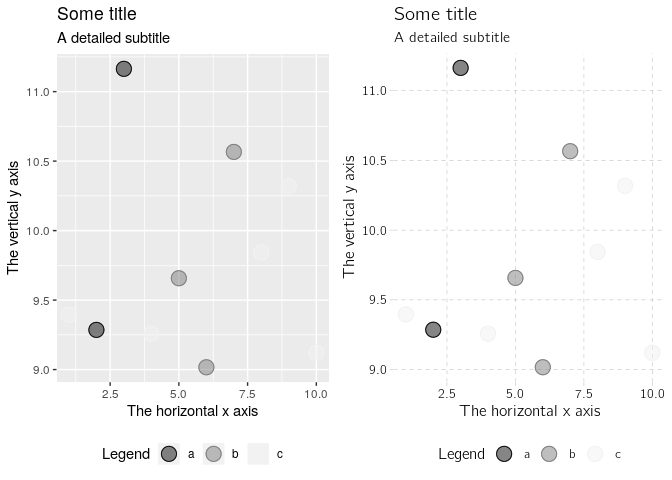 Some title
A detailed subtitle
The vertical y axis
11.0
10.5
10.0
9.5
9.0
2.5 5.0 7.5 10.0
The horizontal x axis
Legend a b c
Some title
A detailed subtitle
The vertical y axis
11.0
10.5
10.0
9.5
9.0
2.5 5.0 7.5 10.0
The horizontal x axis
Legend a b c